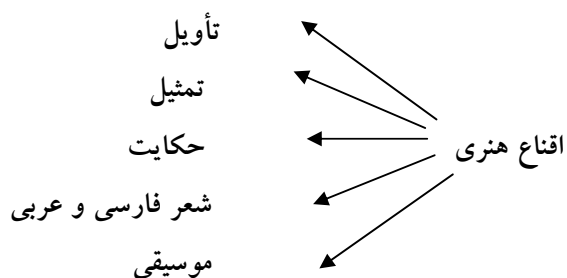 تأویل
تمثیل
حکایت
اقناع هنری
شعر فارسی و عربی
موسیقی